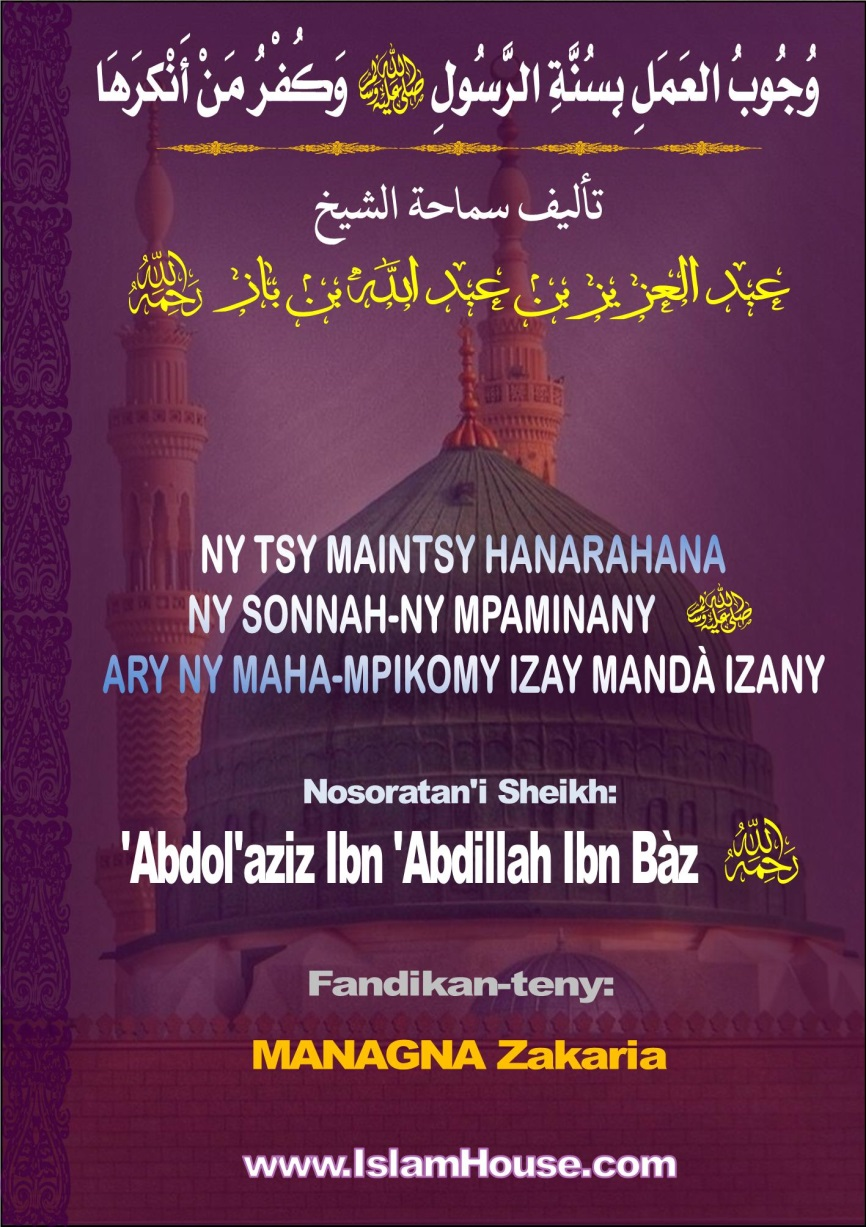 وُجُوبُ العَمَلِ بِسُنَّةِ الرَّسُولِ ﷺ وَكُفْرُ مَنْ أَنْكَرَهَا
تأليف سماحة الشيخ
عبد العزيز بن عبد الله بن باز رحمه الله
NY TSY MAINTSY HANARAHANA
NY SONNAH-NY MPAMINANY ﷺ
ARY NY MAHA-MPIKOMY IZAY MANDÀ IZANY
Nosoratan'i Sheikh:
'Abdol'aziz Ibn 'Abdillah Ibn Bàz رحمه الله
Fandikan-teny:
MANAGNA Zakaria
www.IslamHouse.com